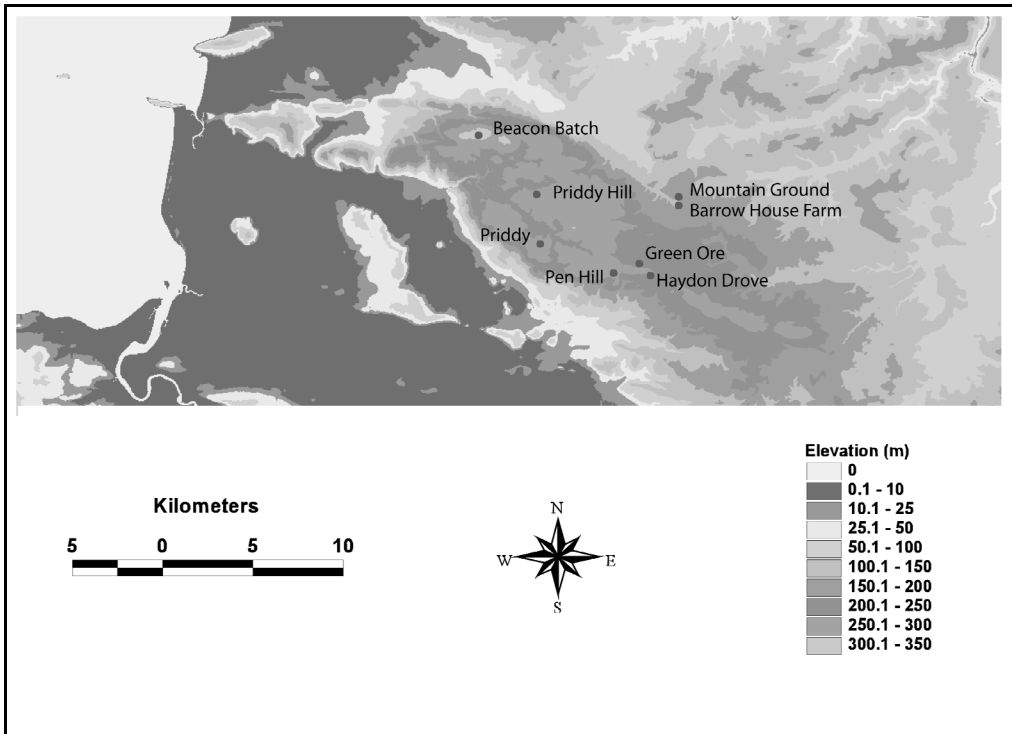 Beacon Batch
Priddy Hill
Mountain Ground
Barrow House Farm
Priddy
Green Ore
Pen Hill
Haydon Drove
Kilometers
5 0 5 10
N
W E
S
Elevation (m)
0
0.1 - 10
10.1 - 25
25.1 - 50
50.1 - 100
100.1 - 150
150.1 - 200
200.1 - 250
250.1 - 300
300.1 - 350